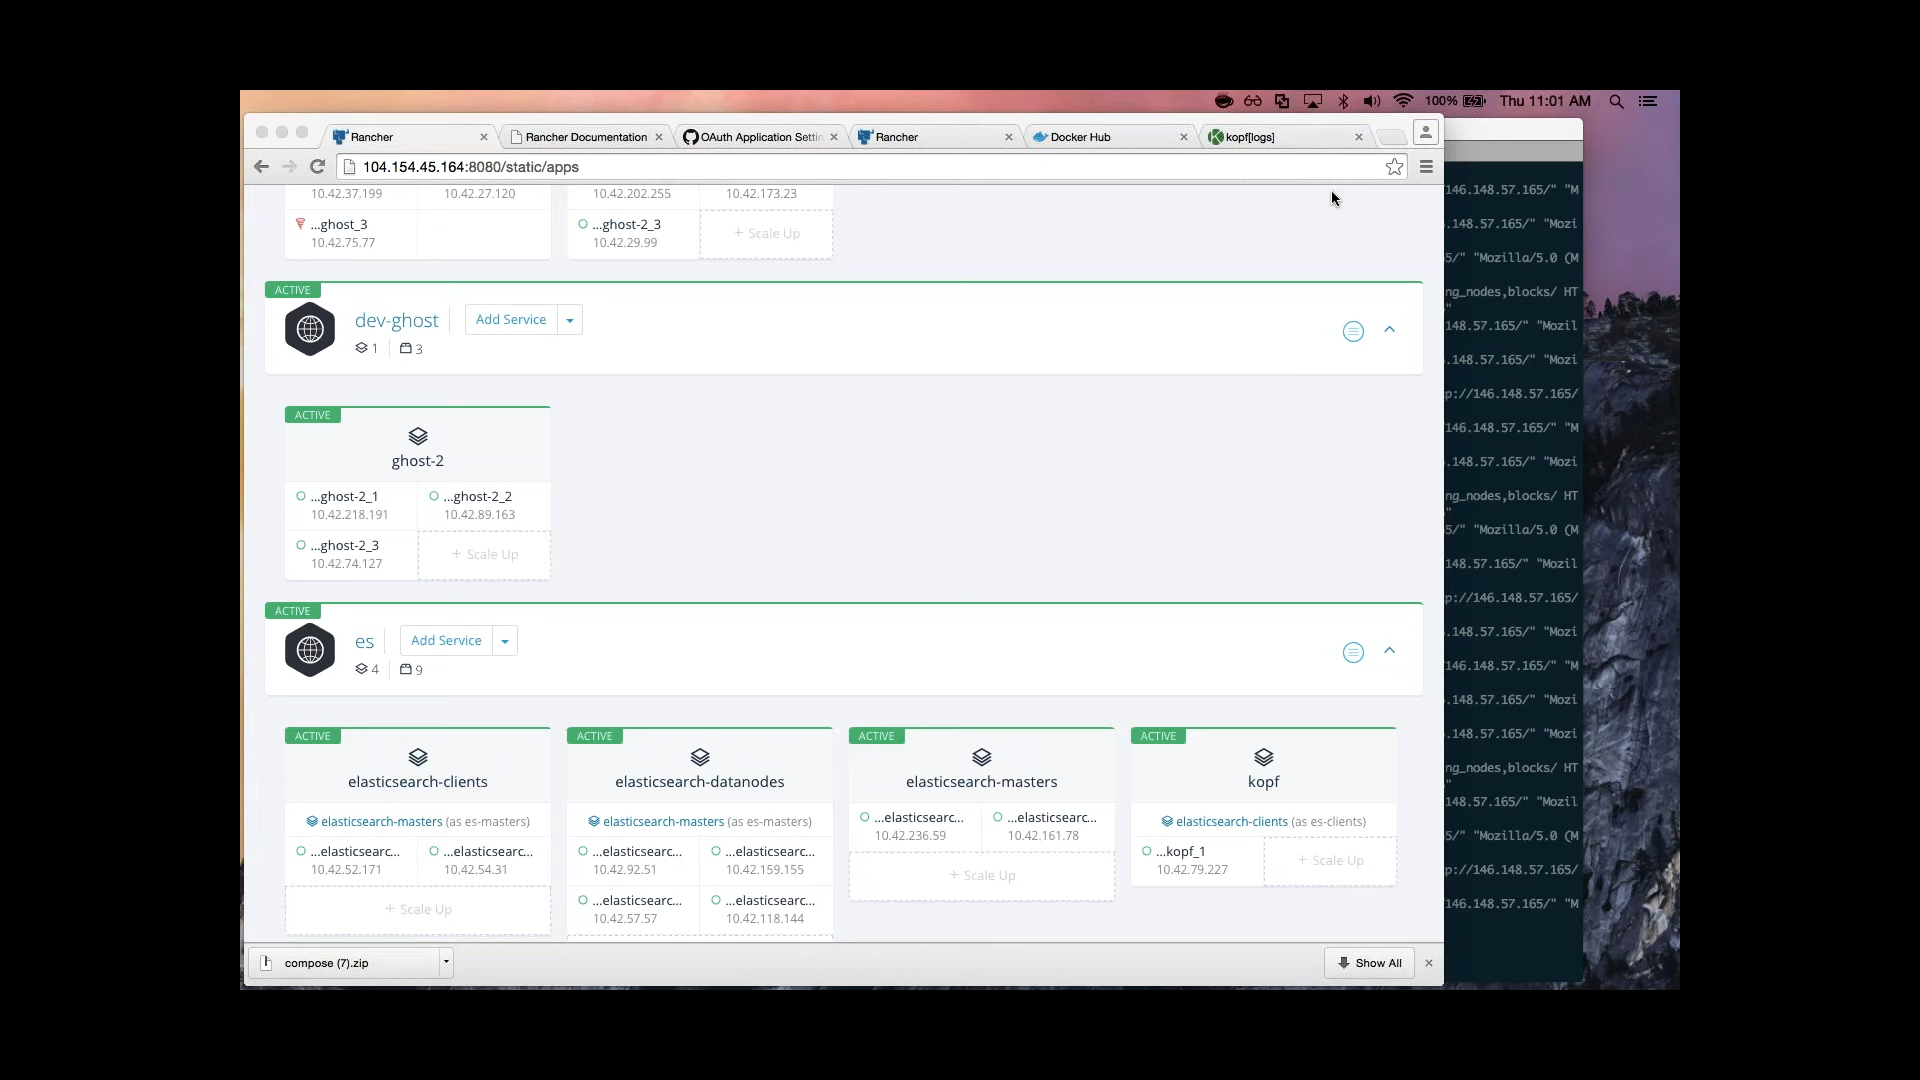 100% Thu 11:01 AM
Rancher
Rancher Documentation
OAuth Application Settin
Rancher
Docker Hub
kopf[logs]
104.154.45.164:8080/static/apps
10.42.37.199
10.42.27.120
10.42.202.255
10.42.173.23
...ghost_3
10.42.75.77
...ghost-2_3
10.42.29.99
+ Scale Up
ACTIVE
dev-ghost
Add Service
1
3
ACTIVE
ghost-2
...ghost-2_1
10.42.218.191
...ghost-2_2
10.42.89.163
...ghost-2_3
10.42.74.127
+ Scale Up
ACTIVE
es
Add Service
4
9
ACTIVE
elasticsearch-clients
elasticsearch-masters (as es-masters)
...elasticsearc...
10.42.52.171
...elasticsearc...
10.42.54.31
+ Scale Up
ACTIVE
elasticsearch-datanodes
elasticsearch-masters (as es-masters)
...elasticsearc...
10.42.92.51
...elasticsearc...
10.42.159.155
...elasticsearc...
10.42.57.57
...elasticsearc...
10.42.118.144
ACTIVE
elasticsearch-masters
...elasticsearc...
10.42.236.59
...elasticsearc...
10.42.161.78
+ Scale Up
ACTIVE
kopf
elasticsearch-clients (as es-clients)
...kopf_1
10.42.79.227
+ Scale Up
compose (7).zip
Show All
146.148.57.165/" "M
.148.57.165/" "Mozi
5/" "Mozilla/5.0 (M
ng_nodes,blocks/ HT
"
48.57.165/" "Mozil
.148.57.165/" "Mozi
p://146.148.57.165/
146.148.57.165/" "M
.148.57.165/" "Mozi
ng_nodes,blocks/ HT
"
5/" "Mozilla/5.0 (M
48.57.165/" "Mozil
p://146.148.57.165/
.148.57.165/" "Mozi
146.148.57.165/" "M
.148.57.165/" "Mozi
.148.57.165/" "Mozi
ng_nodes,blocks/ HT
"
48.57.165/" "Mozil
5/" "Mozilla/5.0 (M
p://146.148.57.165/
146.148.57.165/" "M